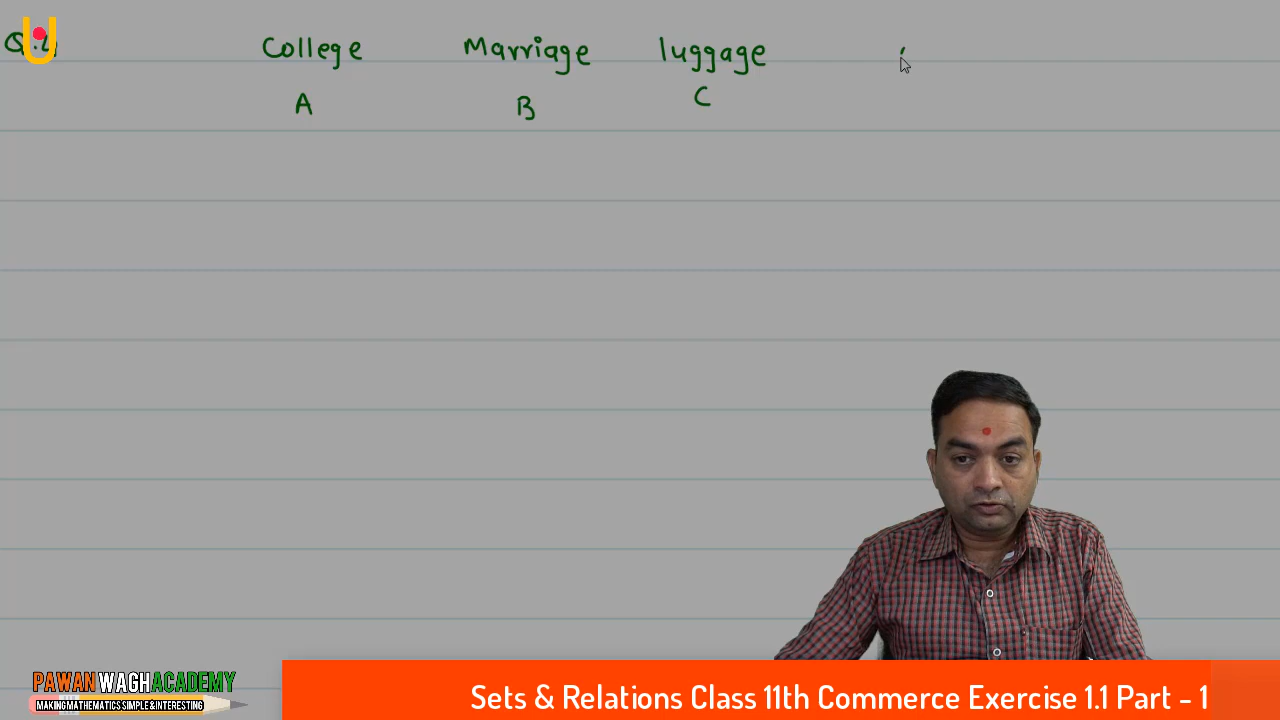 College Marriage luggage
A B C
PAWAN WAGH ACADEMY
MAKING MATHEMATICS SIMPLE & INTERESTING
Sets & Relations Class 11th Commerce Exercise 1.1 Part - 1